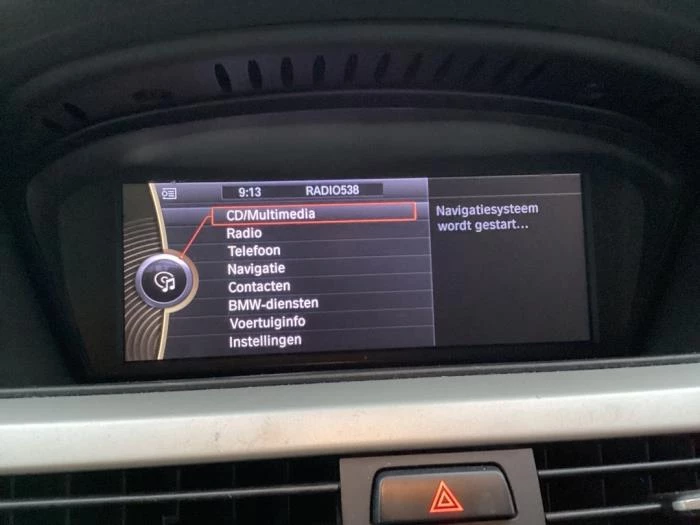 9:13 RADIO538
CD/Multimedia
Radio
Telefoon
Navigatie
Contacten
BMW-diensten
Voertuiginfo
Instellingen
Navigatiesysteem
wordt gestart...